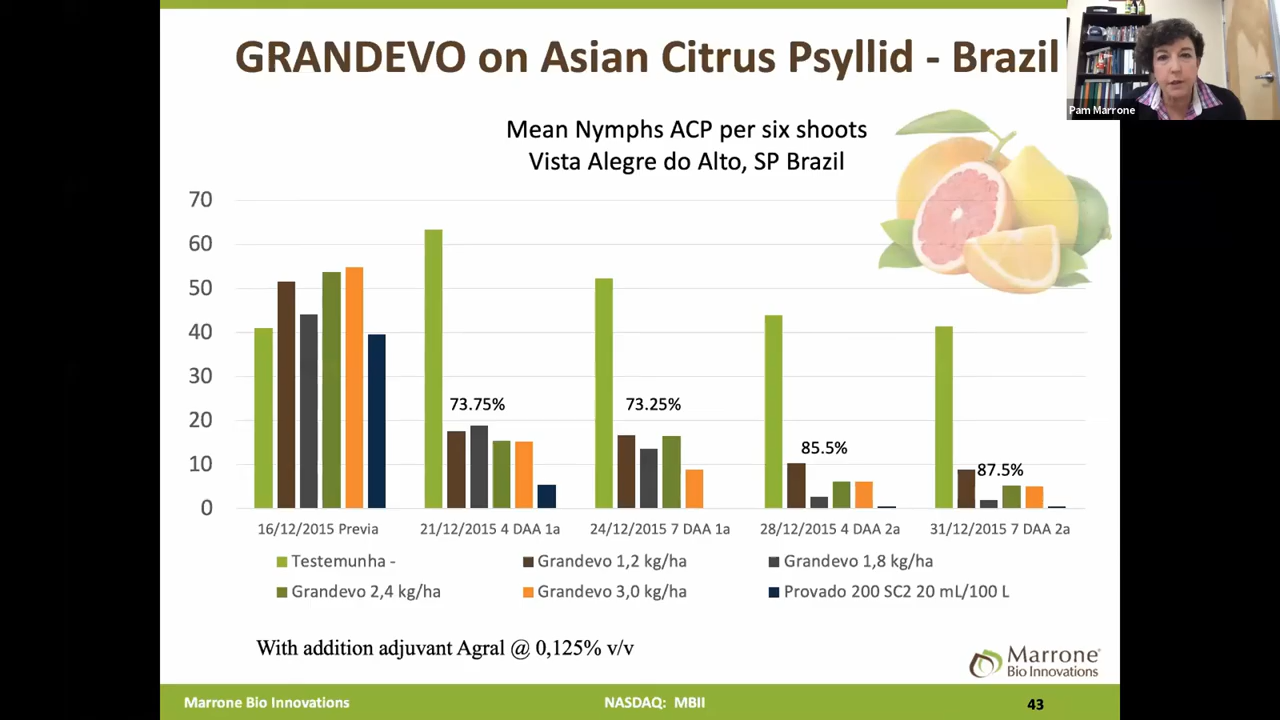 GRANDEVO on Asian Citrus Psyllid - Brazil
Pam Marrone
Mean Nymphs ACP per six shoots
Vista Alegre do Alto, SP Brazil
70
60
50
40
30
20
10
0
73.75%
73.25%
85.5%
87.5%
16/12/2015 Previa
21/12/2015 4 DAA 1a
24/12/2015 7 DAA 1a
28/12/2015 4 DAA 2a
31/12/2015 7 DAA 2a
Testemunha -
Grandevo 1,2 kg/ha
Grandevo 1,8 kg/ha
Grandevo 2,4 kg/ha
Grandevo 3,0 kg/ha
Provado 200 SC2 20 mL/100 L
With addition adjuvant Agral @ 0,125% v/v
Marrone
Bio Innovations
Marrone Bio Innovations
NASDAQ: MBII
43